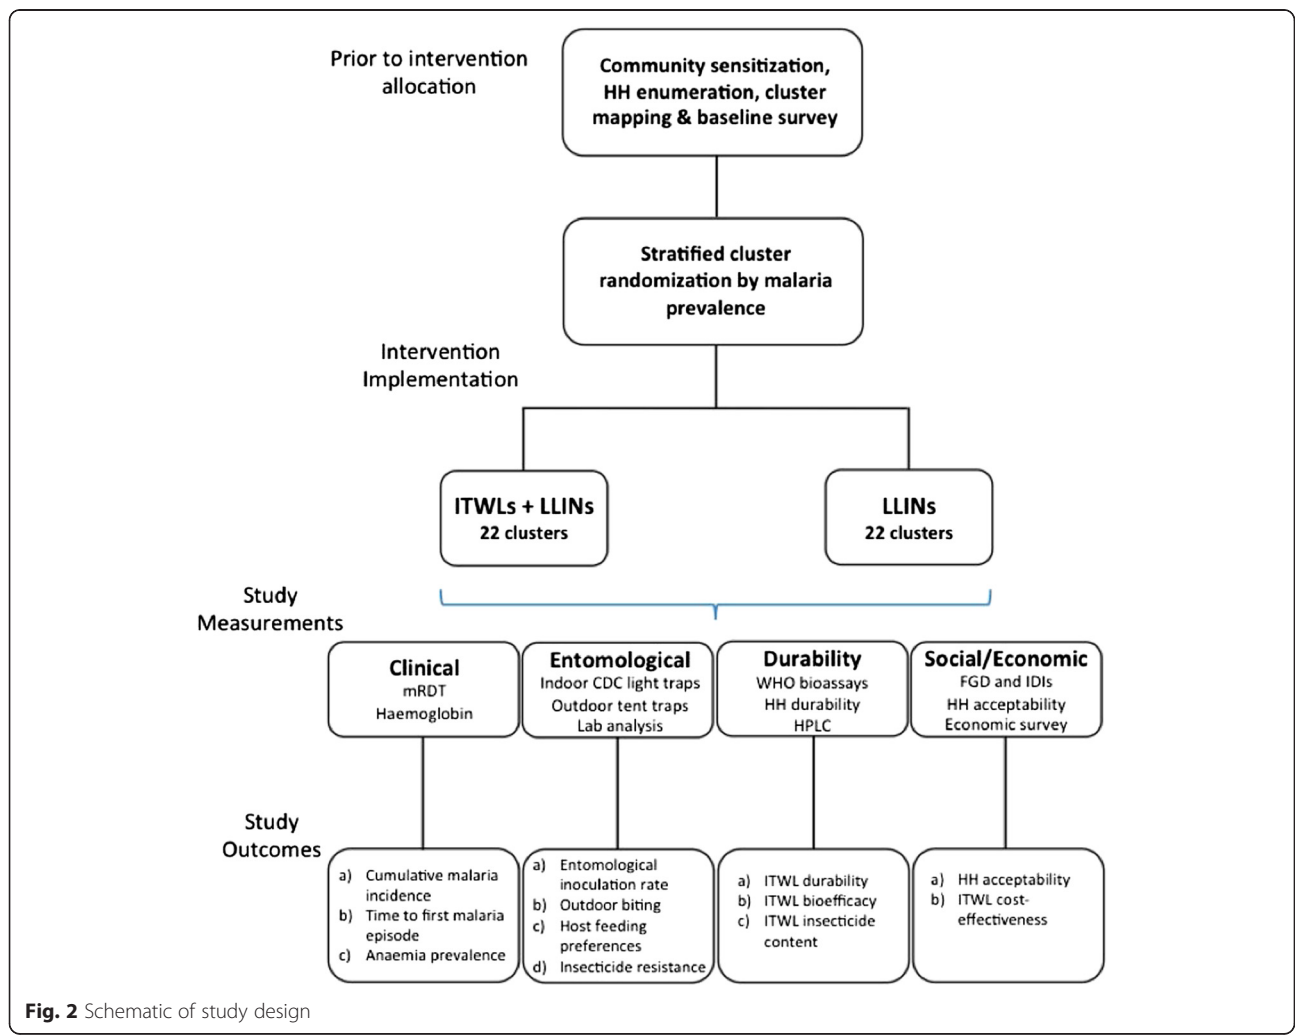 Prior to intervention
allocation
Community sensitization,
HH enumeration, cluster
mapping & baseline survey
Stratified cluster
randomization by malaria
prevalence
Intervention
Implementation
ITWLs + LLINs
22 clusters
LLINs
22 clusters
Study
Measurements
Clinical
mRDT
Haemoglobin
Entomological
Indoor CDC light traps
Outdoor tent traps
Lab analysis
Durability
WHO bioassays
HH durability
HPLC
Social/Economic
FGD and IDIs
HH acceptability
Economic survey
Study
Outcomes
a) Cumulative malaria
incidence
b) Time to first malaria
episode
c) Anaemia prevalence
a) Entomological
inoculation rate
b) Outdoor biting
c) Host feeding
preferences
d) Insecticide resistance
a) ITWL durability
b) ITWL bioefficacy
c) ITWL insecticide
content
a) HH acceptability
b) ITWL cost-
effectiveness
Fig. 2 Schematic of study design